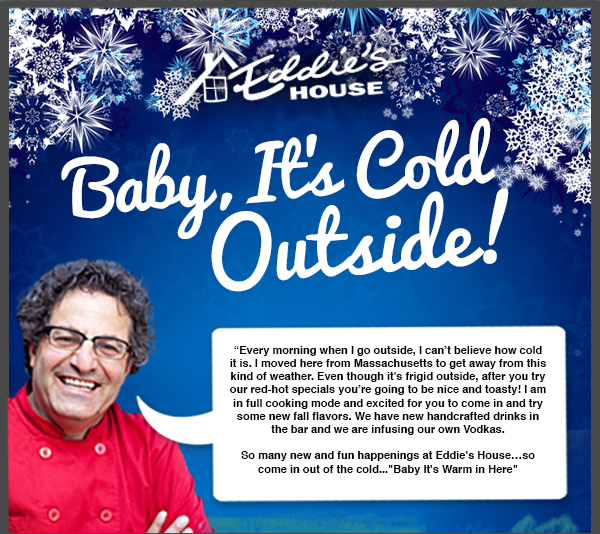 Eddie's
HOUSE
Baby, It's Cold
Outside!
“Every morning when I go outside, I can’t believe how cold
it is. I moved here from Massachusetts to get away from this
kind of weather. Even though it’s frigid outside, after you try
our red-hot specials you’re going to be nice and toasty! I am
in full cooking mode and excited for you to come in and try
some new fall flavors. We have new handcrafted drinks in
the bar and we are infusing our own Vodkas.
So many new and fun happenings at Eddie's House…so
come in out of the cold..."Baby It's Warm in Here"